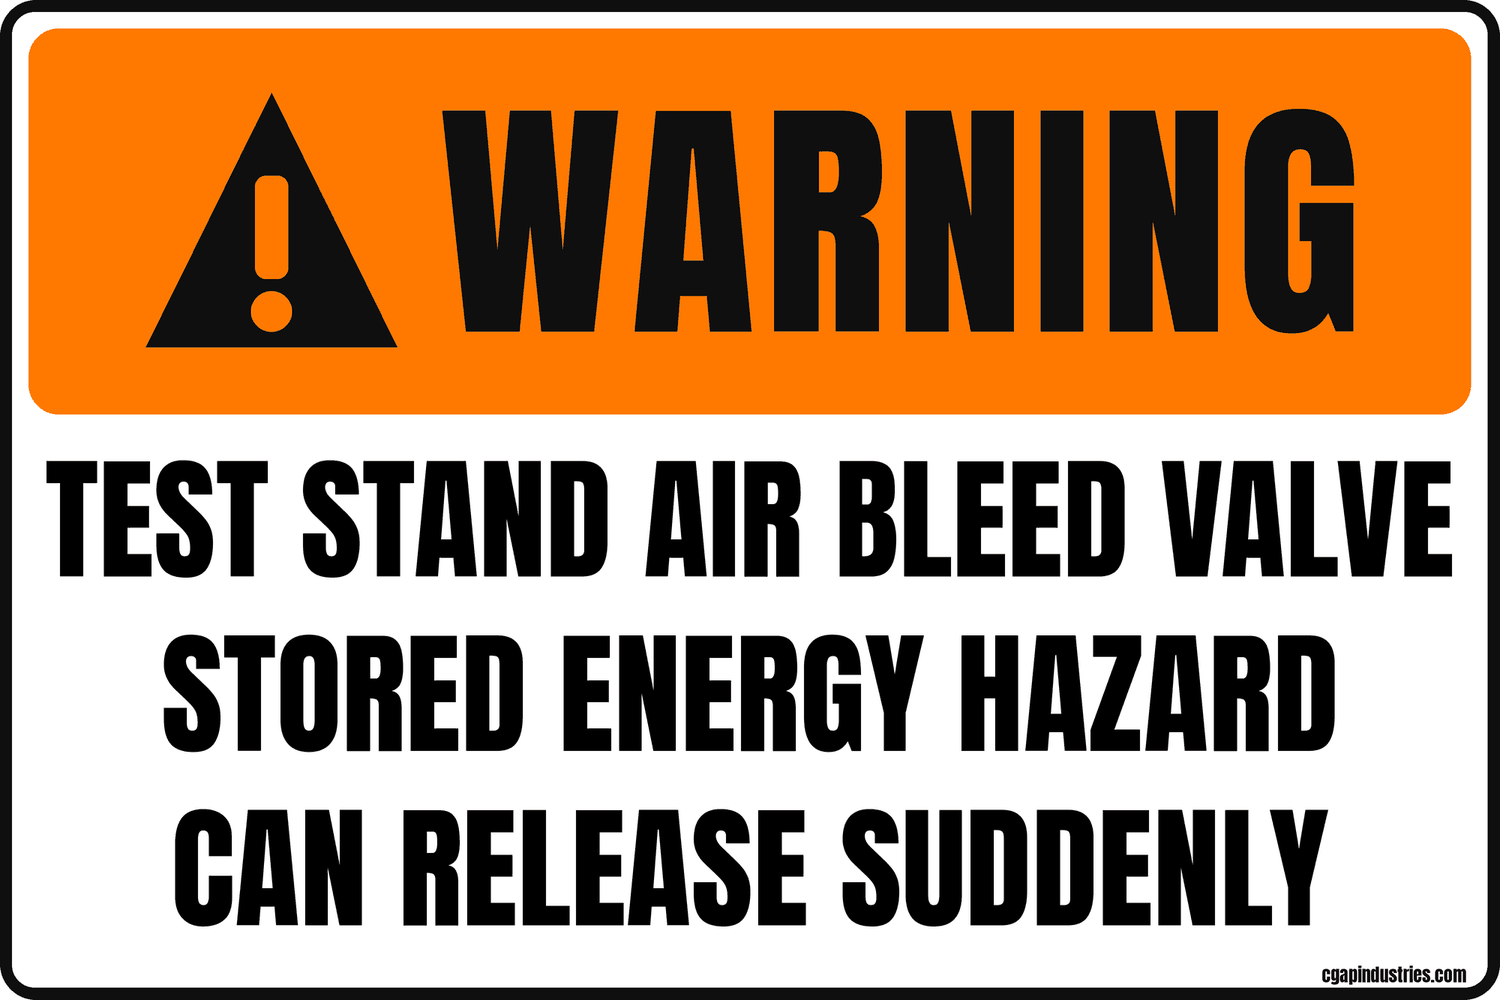 WARNING
TEST STAND AIR BLEED VALVE
STORED ENERGY HAZARD
CAN RELEASE SUDDENLY
cgapindustries.com